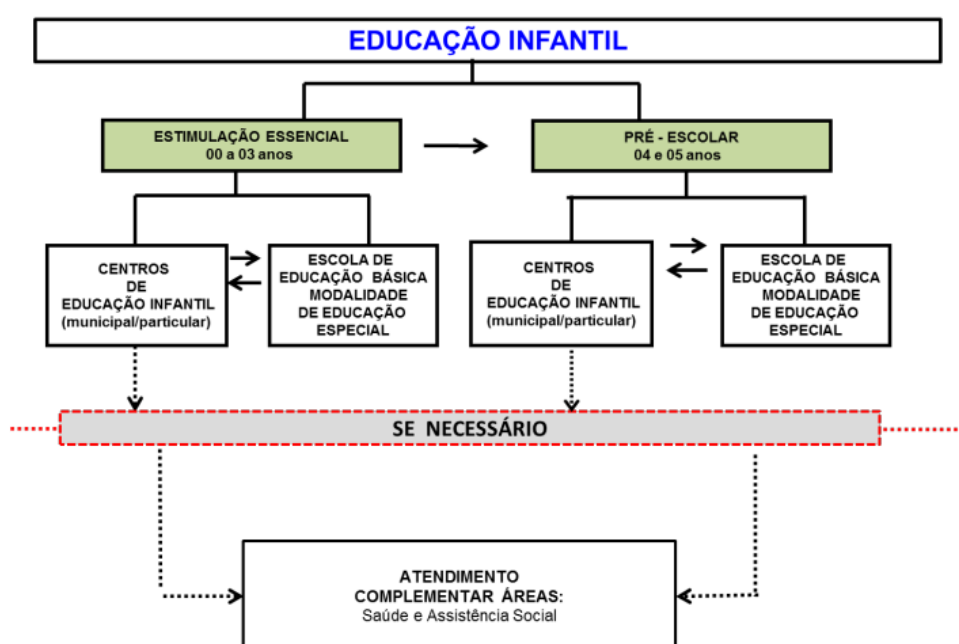 EDUCAÇÃO INFANTIL
ESTIMULAÇÃO ESSENCIAL
00 a 03 anos
PRÉ - ESCOLAR
04 e 05 anos
CENTROS
DE
EDUCAÇÃO INFANTIL
(municipal/particular)
ESCOLA DE
EDUCAÇÃO BÁSICA
MODALIDADE
DE EDUCAÇÃO
ESPECIAL
CENTROS
DE
EDUCAÇÃO INFANTIL
(municipal/particular)
ESCOLA DE
EDUCAÇÃO BÁSICA
MODALIDADE
DE EDUCAÇÃO
ESPECIAL
SE NECESSÁRIO
ATENDIMENTO
COMPLEMENTAR ÁREAS:
Saúde e Assistência Social